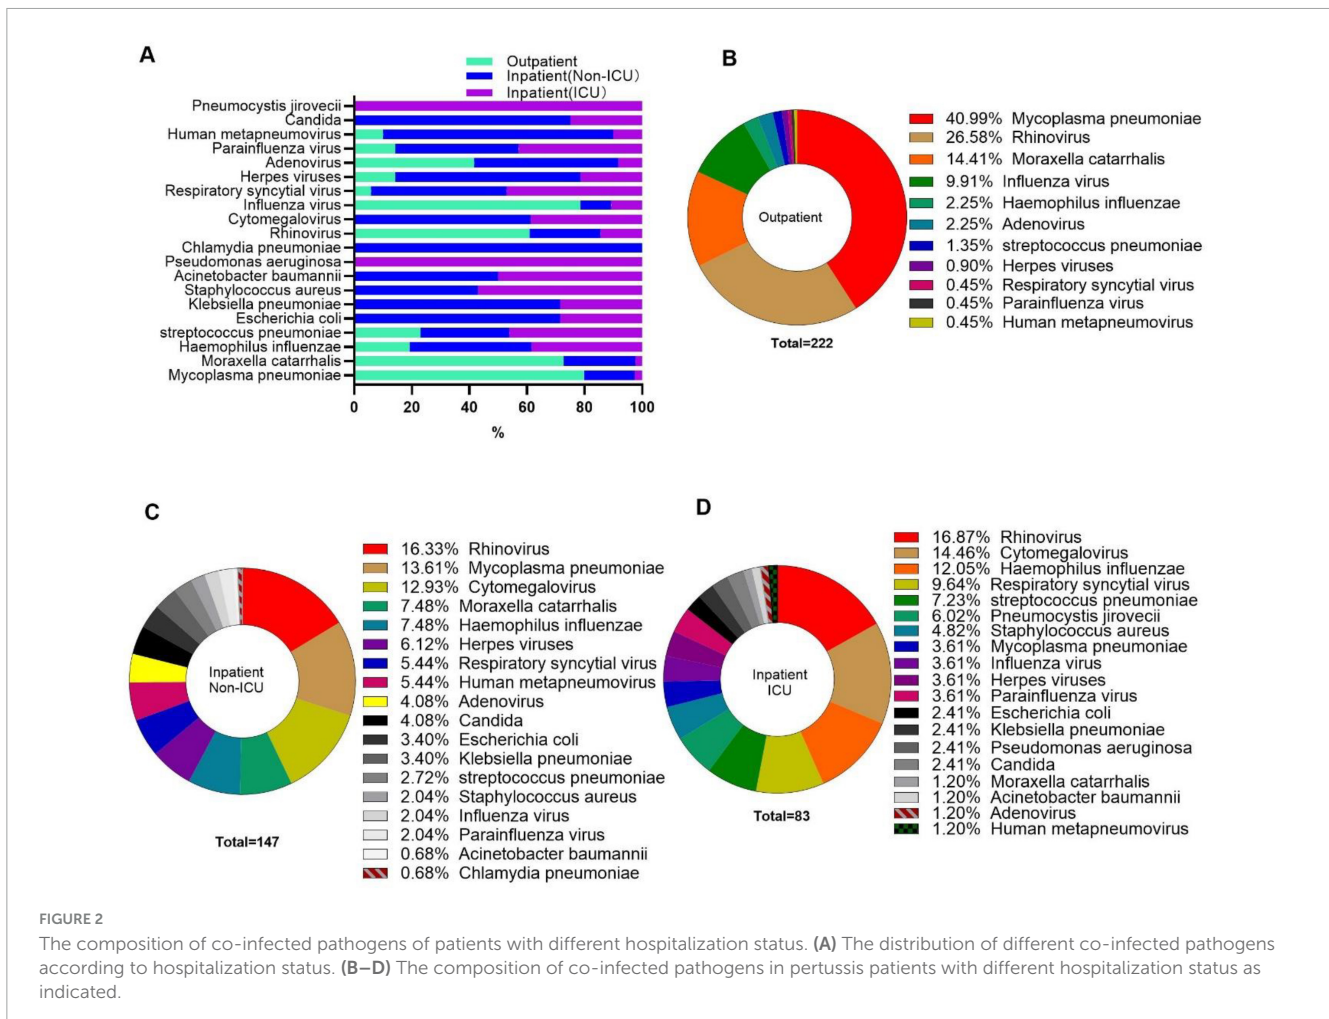 A
Outpatient
Inpatient(Non-ICU)
Inpatient(ICU)
Pneumocystis jirovecii
Candida
Human metapneumovirus
Parainfluenza virus
Adenovirus
Herpes viruses
Respiratory syncytial virus
Influenza virus
Cytomegalovirus
Rhinovirus
Chlamydia pneumoniae
Pseudomonas aeruginosa
Acinetobacter baumannii
Staphylococcus aureus
Klebsiella pneumoniae
Escherichia coli
streptococcus pneumoniae
Haemophilus influenzae
Moraxella catarrhalis
Mycoplasma pneumoniae
0 20 40 60 80 100
%
B
Outpatient
Total=222
40.99% Mycoplasma pneumoniae
26.58% Rhinovirus
14.41% Moraxella catarrhalis
9.91% Influenza virus
2.25% Haemophilus influenzae
2.25% Adenovirus
1.35% streptococcus pneumoniae
0.90% Herpes viruses
0.45% Respiratory syncytial virus
0.45% Parainfluenza virus
0.45% Human metapneumovirus
C
Inpatient
Non-ICU
Total=147
16.33% Rhinovirus
13.61% Mycoplasma pneumoniae
12.93% Cytomegalovirus
7.48% Moraxella catarrhalis
7.48% Haemophilus influenzae
6.12% Herpes viruses
5.44% Respiratory syncytial virus
5.44% Human metapneumovirus
4.08% Adenovirus
4.08% Candida
3.40% Escherichia coli
3.40% Klebsiella pneumoniae
2.72% streptococcus pneumoniae
2.04% Staphylococcus aureus
2.04% Influenza virus
2.04% Parainfluenza virus
0.68% Acinetobacter baumannii
0.68% Chlamydia pneumoniae
D
Inpatient
ICU
Total=83
16.87% Rhinovirus
14.46% Cytomegalovirus
12.05% Haemophilus influenzae
9.64% Respiratory syncytial virus
7.23% streptococcus pneumoniae
6.02% Pneumocystis jirovecii
4.82% Staphylococcus aureus
3.61% Mycoplasma pneumoniae
3.61% Influenza virus
3.61% Herpes viruses
3.61% Parainfluenza virus
2.41% Escherichia coli
2.41% Klebsiella pneumoniae
2.41% Pseudomonas aeruginosa
2.41% Candida
1.20% Moraxella catarrhalis
1.20% Acinetobacter baumannii
1.20% Adenovirus
1.20% Human metapneumovirus
FIGURE 2
The composition of co-infected pathogens of patients with different hospitalization status. (A) The distribution of different co-infected pathogens
according to hospitalization status. (B–D) The composition of co-infected pathogens in pertussis patients with different hospitalization status as
indicated.